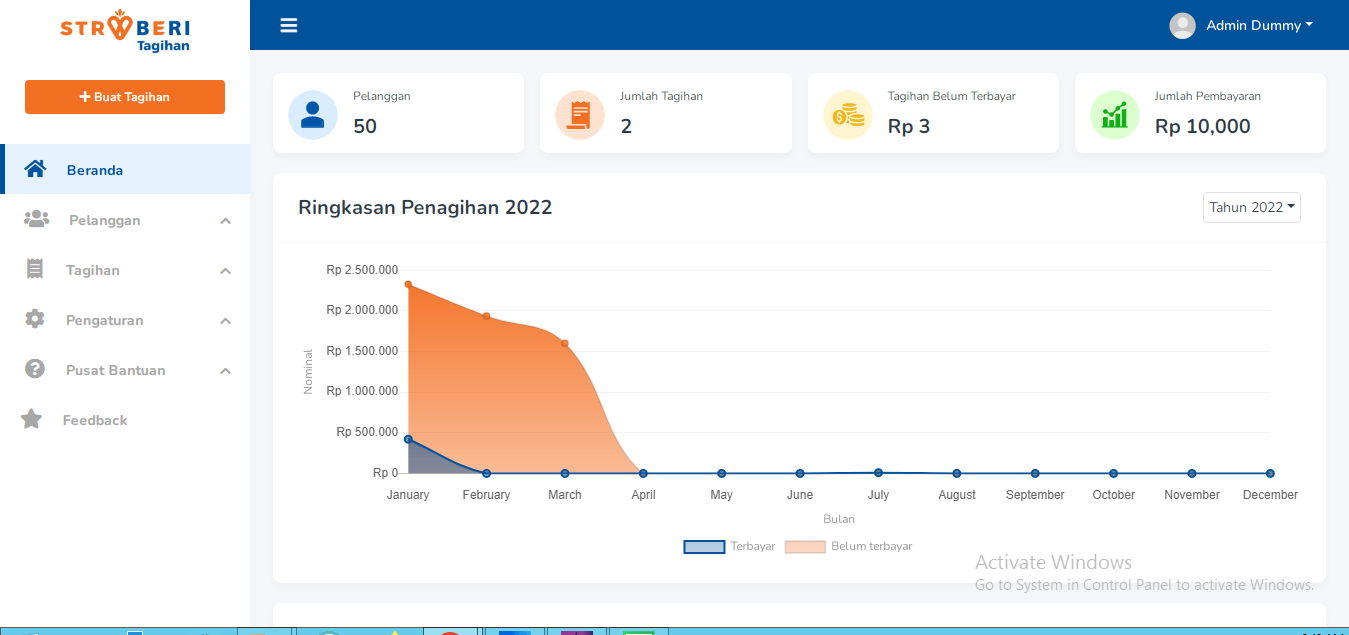 STRWBERI
Tagihan
Admin Dummy
+ Buat Tagihan
Beranda
Pelanggan
Tagihan
Pengaturan
Pusat Bantuan
Feedback
Pelanggan
50
Jumlah Tagihan
2
Tagihan Belum Terbayar
Rp 3
Jumlah Pembayaran
Rp 10,000
Ringkasan Penagihan 2022
Tahun 2022
Rp 2.500.000
Rp 2.000.000
Rp 1.500.000
Rp 1.000.000
Rp 500.000
Rp 0
Nominal
January February March April May June July August September October November December
Bulan
Terbayar Belum terbayar
Activate Windows
Go to System in Control Panel to activate Windows.